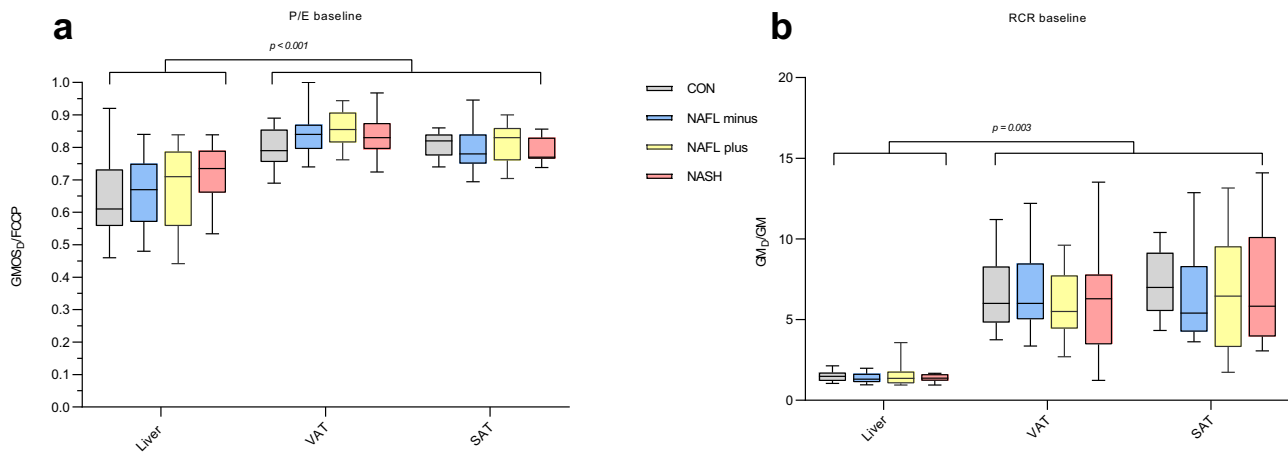 a
P/E baseline
p < 0.001
GMOS_D/FCCP
1.0
0.9
0.8
0.7
0.6
0.5
0.4
0.3
0.2
0.1
0.0
Liver
VAT
SAT
CON
NAFL minus
NAFL plus
NASH
b
RCR baseline
p = 0.003
GM_D/GM
20
15
10
5
0
Liver
VAT
SAT